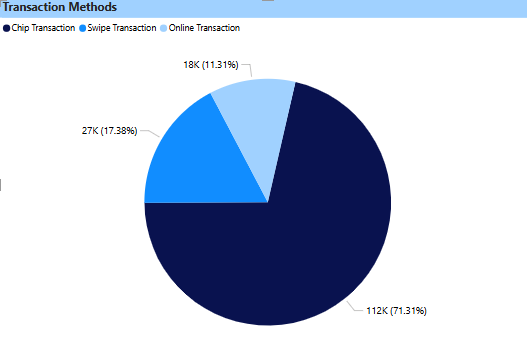 Transaction Methods
Chip Transaction Swipe Transaction Online Transaction
18K (11.31%)
27K (17.38%)
112K (71.31%)